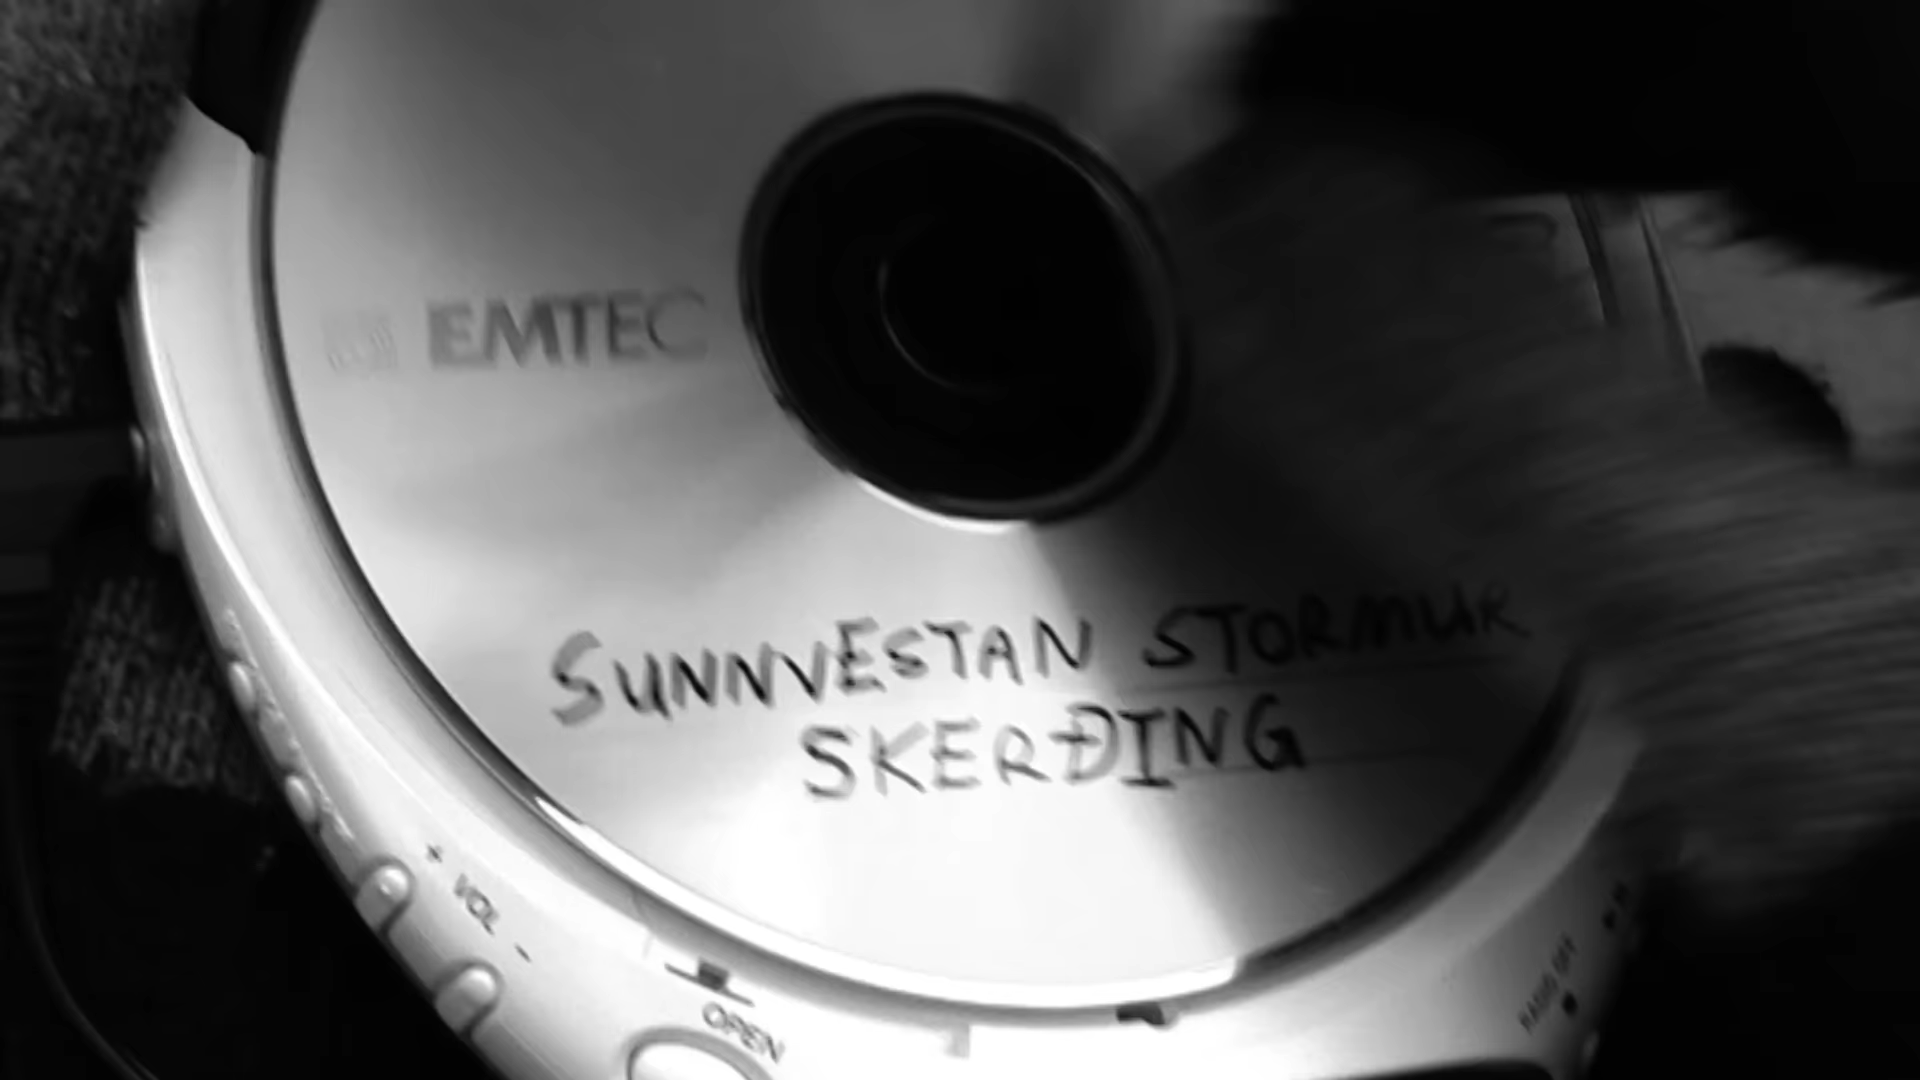 EMTEC
SUNNVESTAN STORMUR
SKERÐING
+ VOL -
OPEN